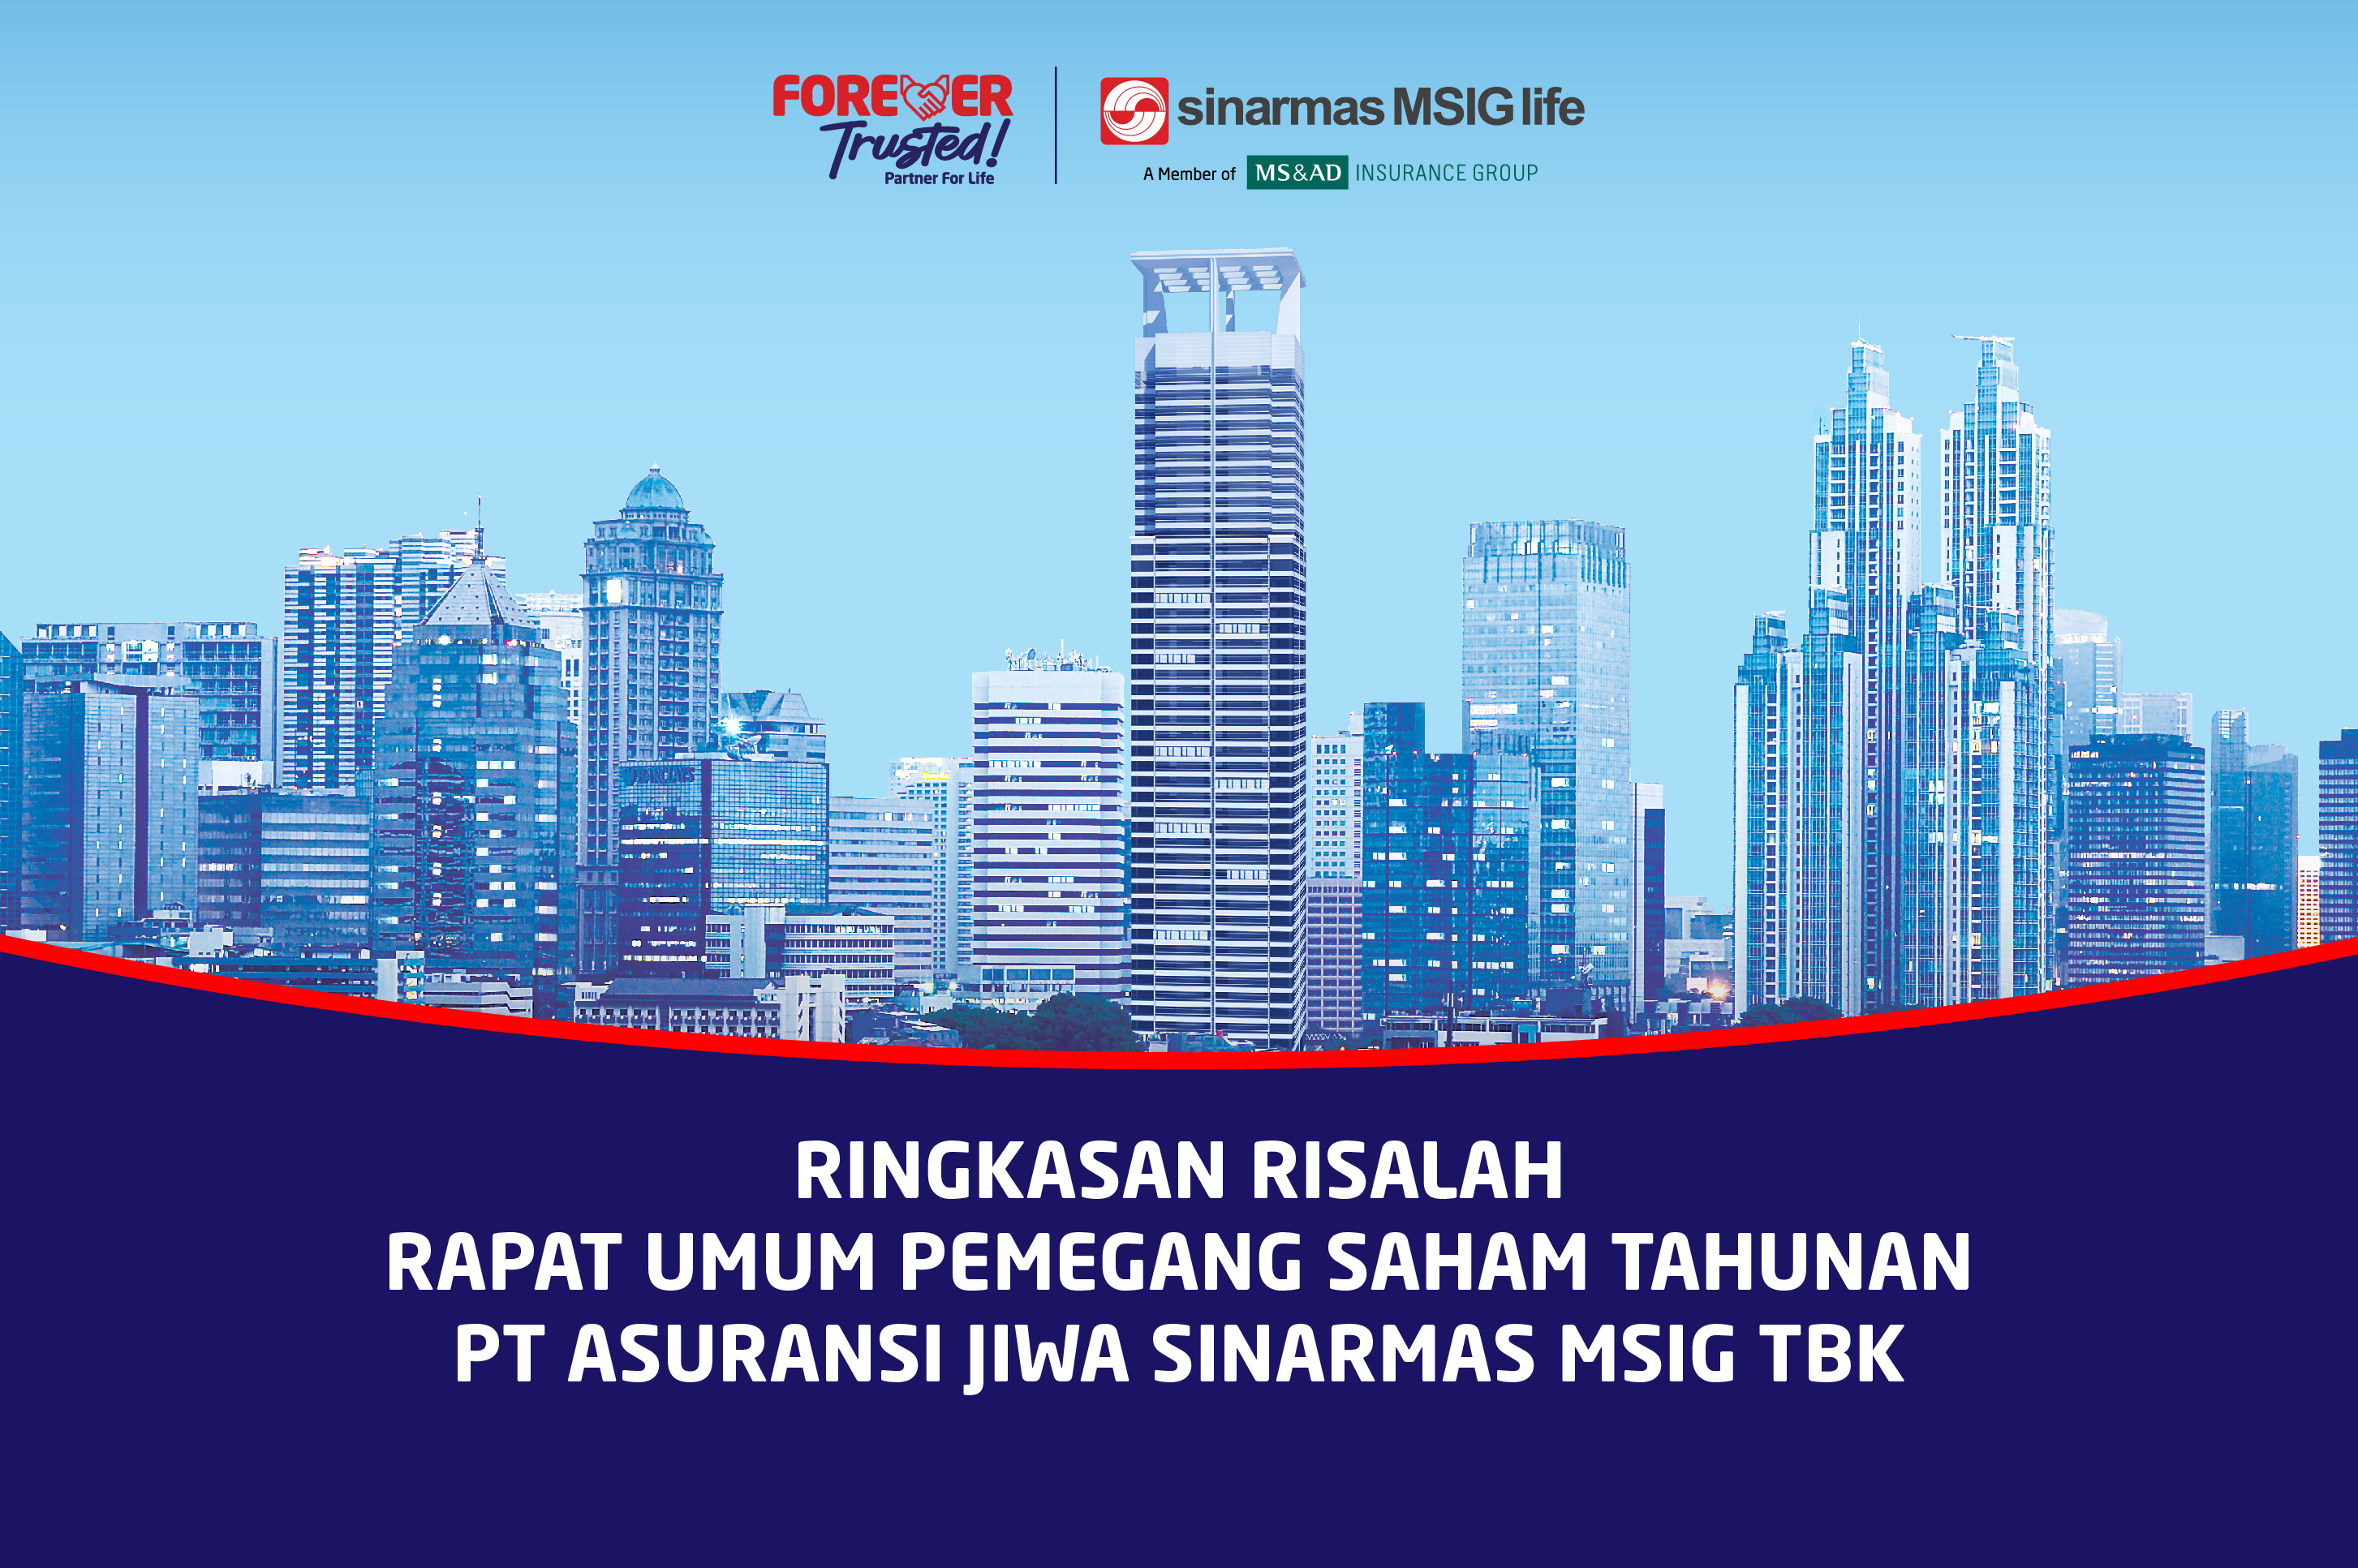 FOREVER
Trusted!
Partner For Life
sinarmas MSIG life
A Member of MS&AD INSURANCE GROUP
BARCLAYS
RINGKASAN RISALAH
RAPAT UMUM PEMEGANG SAHAM TAHUNAN
PT ASURANSI JIWA SINARMAS MSIG TBK